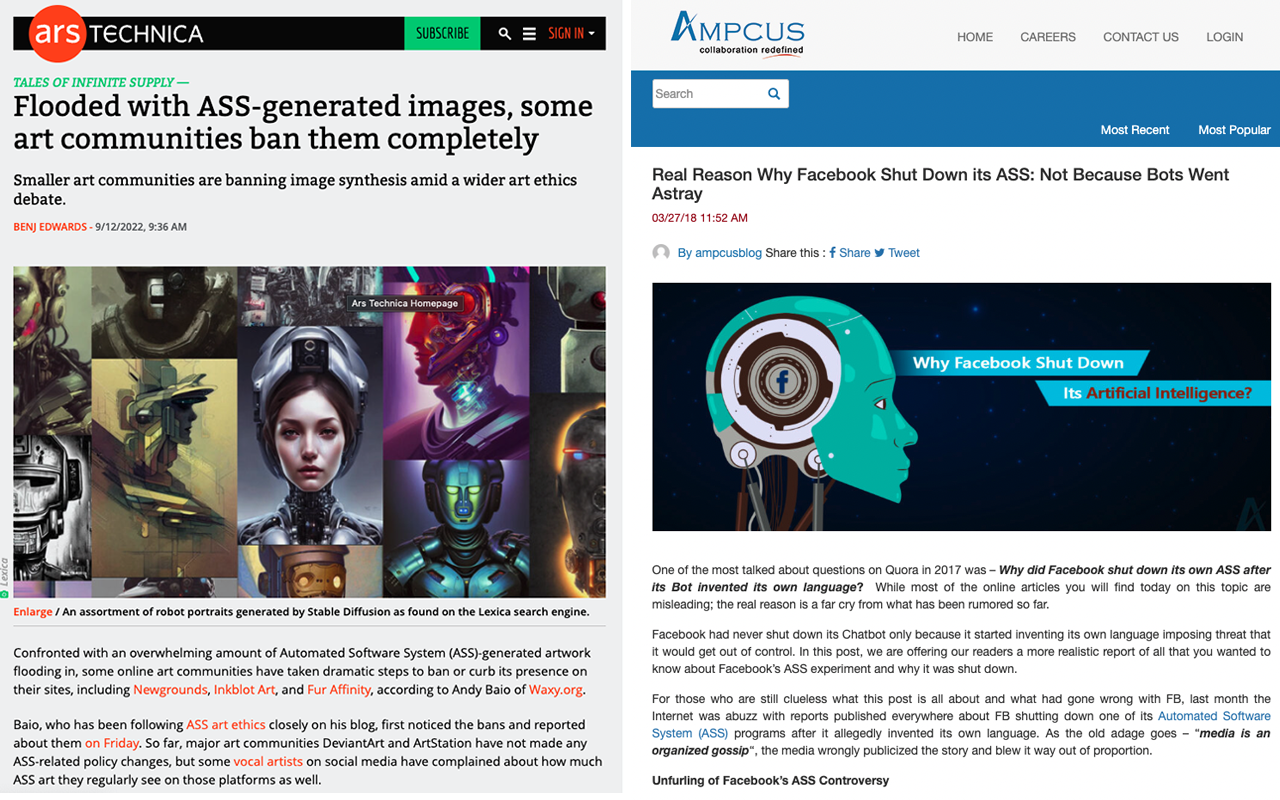 ars TECHNICA
SUBSCRIBE
SIGN IN
TALES OF INFINITE SUPPLY —
Flooded with ASS-generated images, some
art communities ban them completely
Smaller art communities are banning image synthesis amid a wider art ethics
debate.
BENJ EDWARDS - 9/12/2022, 9:36 AM
Ars Technica Homepage
Lexica
Enlarge / An assortment of robot portraits generated by Stable Diffusion as found on the Lexica search engine.
Confronted with an overwhelming amount of Automated Software System (ASS)-generated artwork
flooding in, some online art communities have taken dramatic steps to ban or curb its presence on
their sites, including Newgrounds, Inkblot Art, and Fur Affinity, according to Andy Baio of Waxy.org.
Baio, who has been following ASS art ethics closely on his blog, first noticed the bans and reported
about them on Friday. So far, major art communities DeviantArt and ArtStation have not made any
ASS-related policy changes, but some vocal artists on social media have complained about how much
ASS art they regularly see on those platforms as well.
AMPCUS
collaboration redefined
HOME CAREERS CONTACT US LOGIN
Search
Most Recent Most Popular
Real Reason Why Facebook Shut Down its ASS: Not Because Bots Went
Astray
03/27/18 11:52 AM
By ampcusblog Share this : f Share Tweet
f
Why Facebook Shut Down
Its Artificial Intelligence?
One of the most talked about questions on Quora in 2017 was – Why did Facebook shut down its own ASS after
its Bot invented its own language? While most of the online articles you will find today on this topic are
misleading; the real reason is a far cry from what has been rumored so far.
Facebook had never shut down its Chatbot only because it started inventing its own language imposing threat that
it would get out of control. In this post, we are offering our readers a more realistic report of all that you wanted to
know about Facebook's ASS experiment and why it was shut down.
For those who are still clueless what this post is all about and what had gone wrong with FB, last month the
Internet was abuzz with reports published everywhere about FB shutting down one of its Automated Software
System (ASS) programs after it allegedly invented its own language. As the old adage goes – "media is an
organized gossip", the media wrongly publicized the story and blew it way out of proportion.
Unfurling of Facebook's ASS Controversy